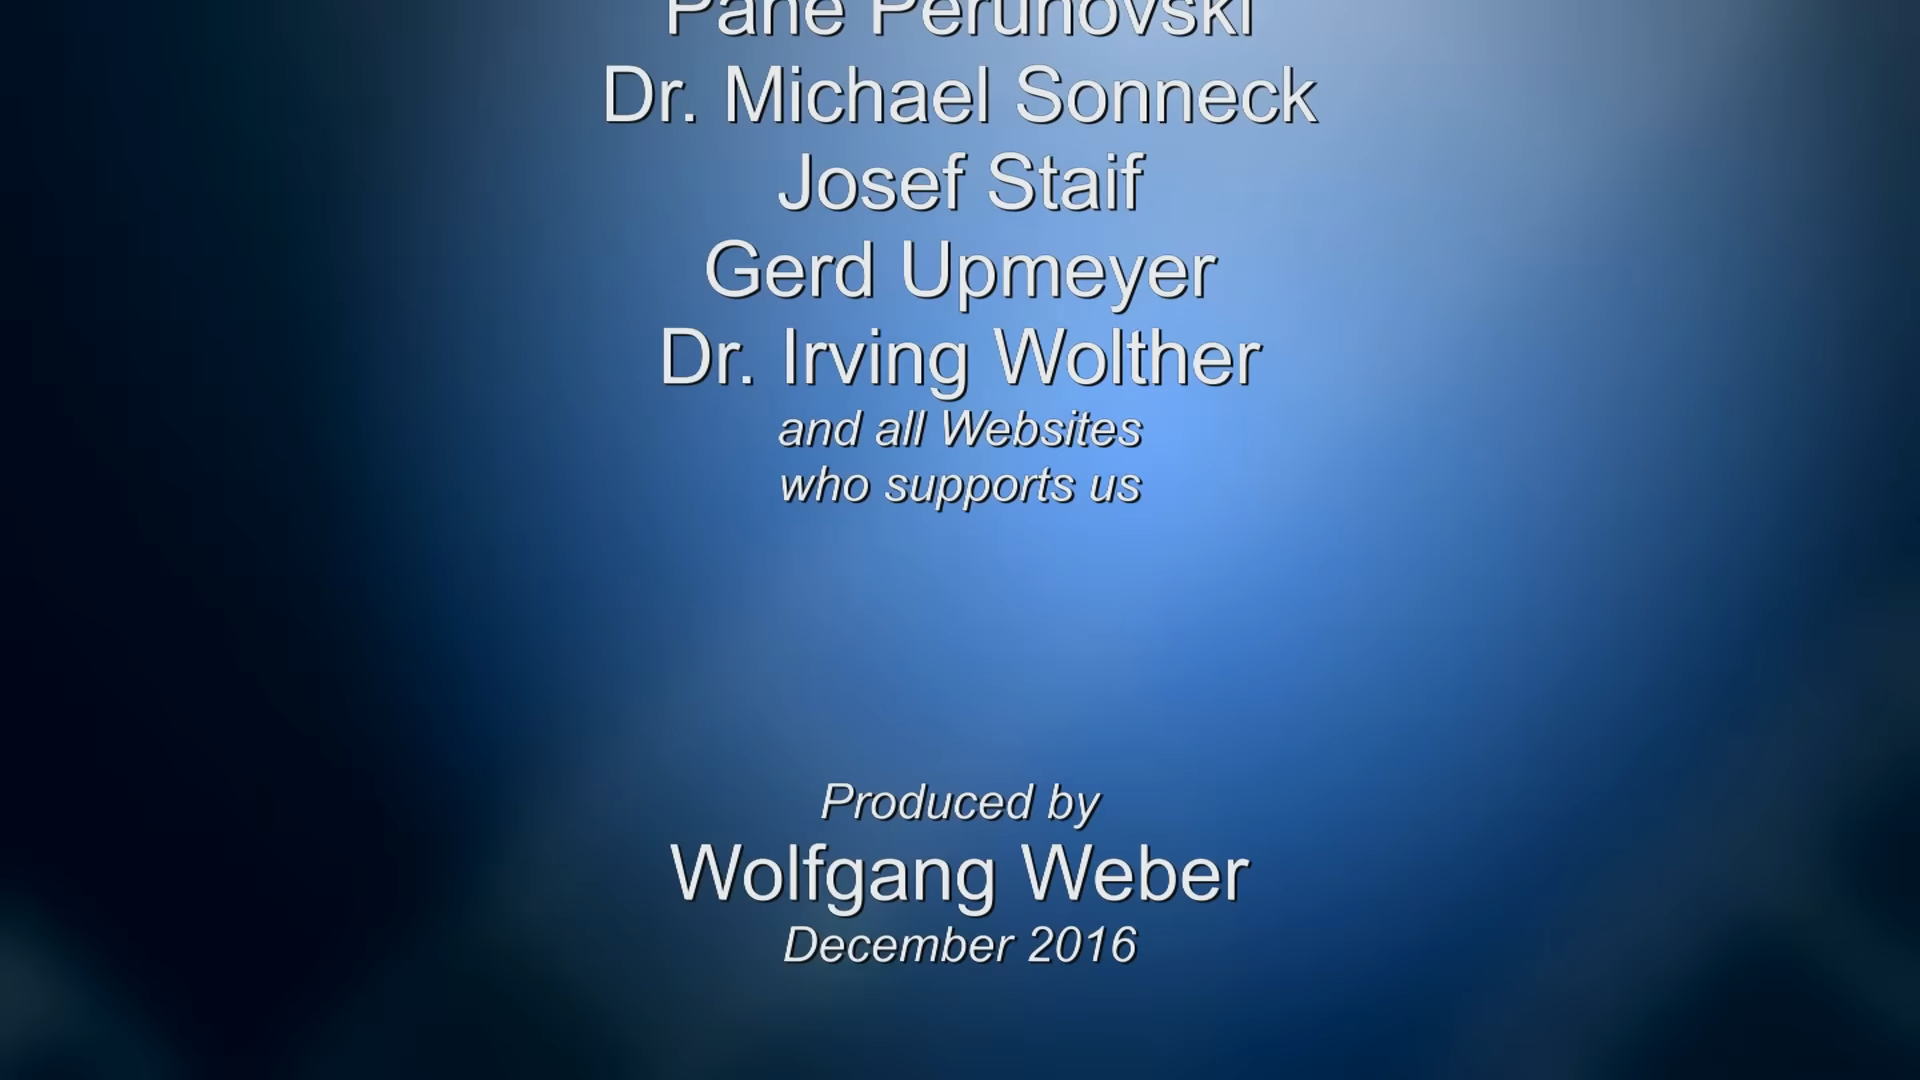 Pane Perunovski
Dr. Michael Sonneck
Josef Staif
Gerd Upmeyer
Dr. Irving Wolther
and all Websites
who supports us
Produced by
Wolfgang Weber
December 2016